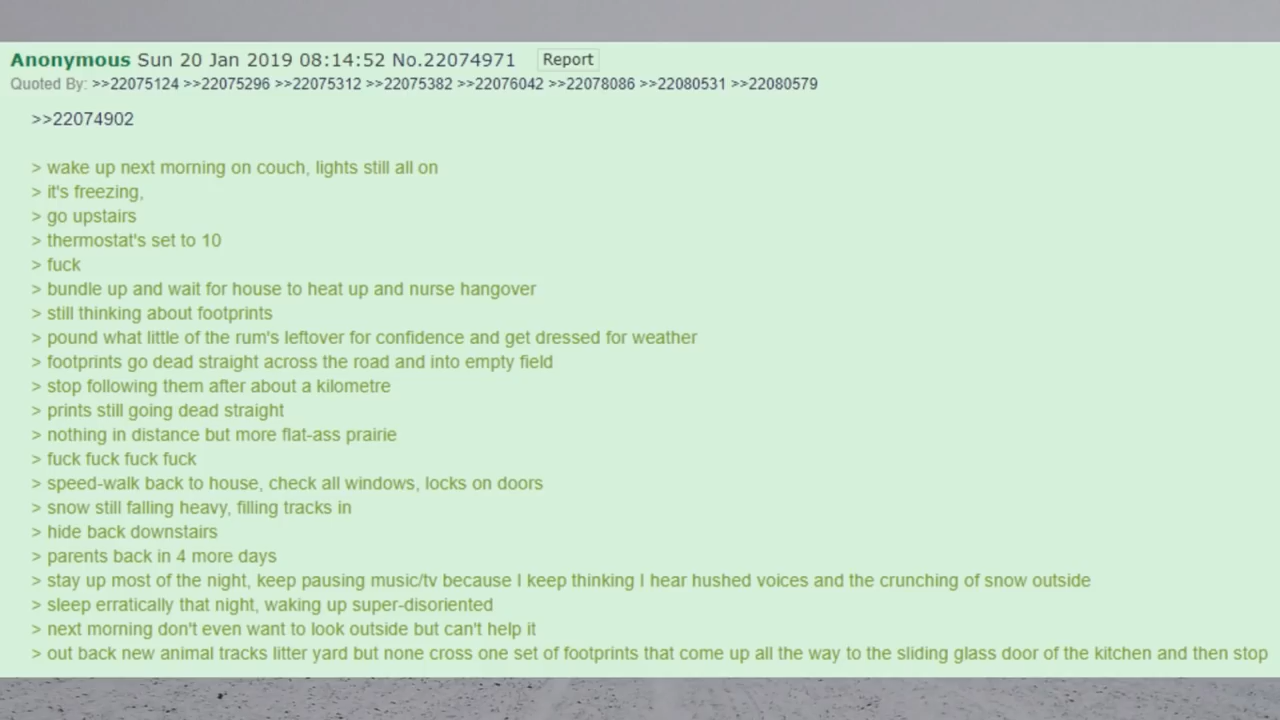 Anonymous Sun 20 Jan 2019 08:14:52 No.22074971 Report
Quoted By: >>22075124 >>22075296 >>22075312 >>22075382 >>22076042 >>22078086 >>22080531 >>22080579
>>22074902
> wake up next morning on couch, lights still all on
> it's freezing,
> go upstairs
> thermostat's set to 10
> fuck
> bundle up and wait for house to heat up and nurse hangover
> still thinking about footprints
> pound what little of the rum's leftover for confidence and get dressed for weather
> footprints go dead straight across the road and into empty field
> stop following them after about a kilometre
> prints still going dead straight
> nothing in distance but more flat-ass prairie
> fuck fuck fuck fuck
> speed-walk back to house, check all windows, locks on doors
> snow still falling heavy, filling tracks in
> hide back downstairs
> parents back in 4 more days
> stay up most of the night, keep pausing music/tv because I keep thinking I hear hushed voices and the crunching of snow outside
> sleep erratically that night, waking up super-disoriented
> next morning don't even want to look outside but can't help it
> out back new animal tracks litter yard but none cross one set of footprints that come up all the way to the sliding glass door of the kitchen and then stop